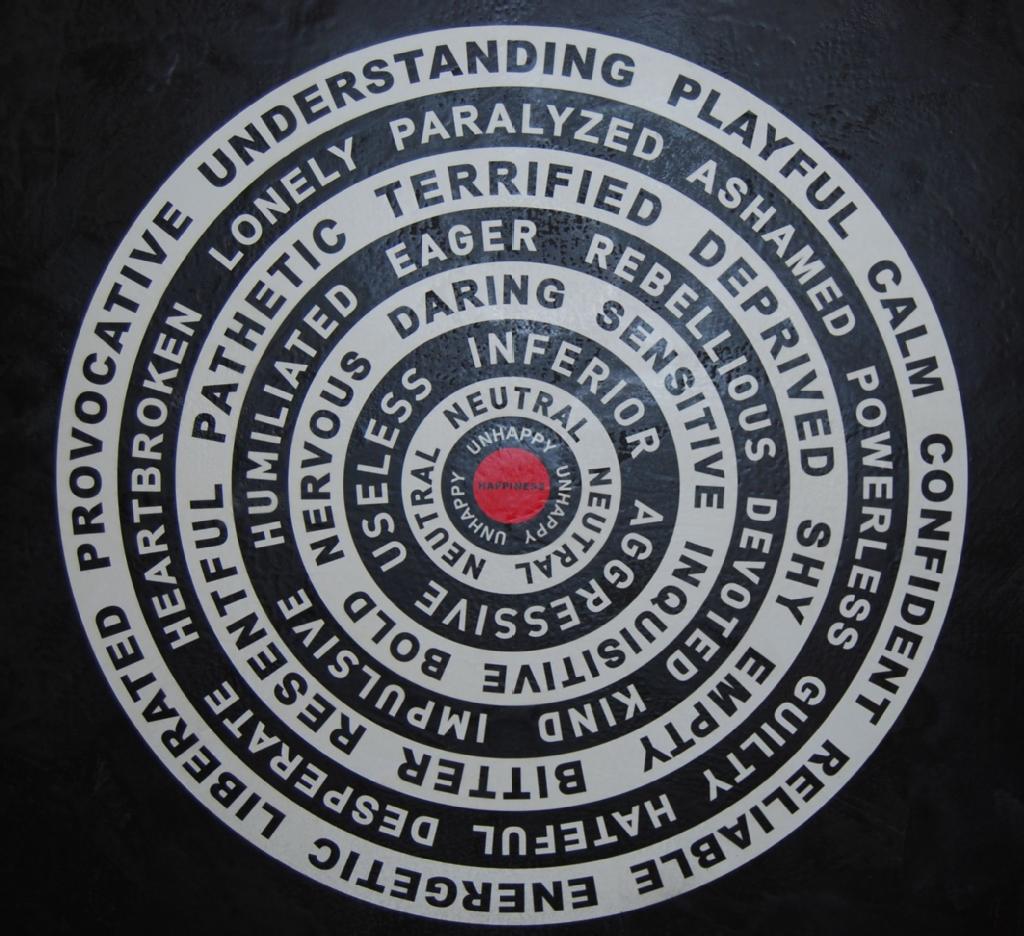 UNDERSTANDING PLAYFUL CALM CONFIDENT RELIABLE ENERGETIC LIBERATED PROVOCATIVE
LONELY PARALYZED ASHAMED POWERLESS GUILTY HATEFUL DESPERATE HEARTBROKEN
TERRIFIED DEPRIVED SHY EMPTY BITTER RESENTFUL PATHETIC
EAGER REBELLIOUS DEVOTED KIND IMPULSIVE HUMILIATED
DARING SENSITIVE INQUISITIVE BOLD NERVOUS
INFERIOR AGGRESSIVE USELESS
NEUTRAL NEUTRAL NEUTRAL NEUTRAL
UNHAPPY UNHAPPY UNHAPPY
HAPPINESS